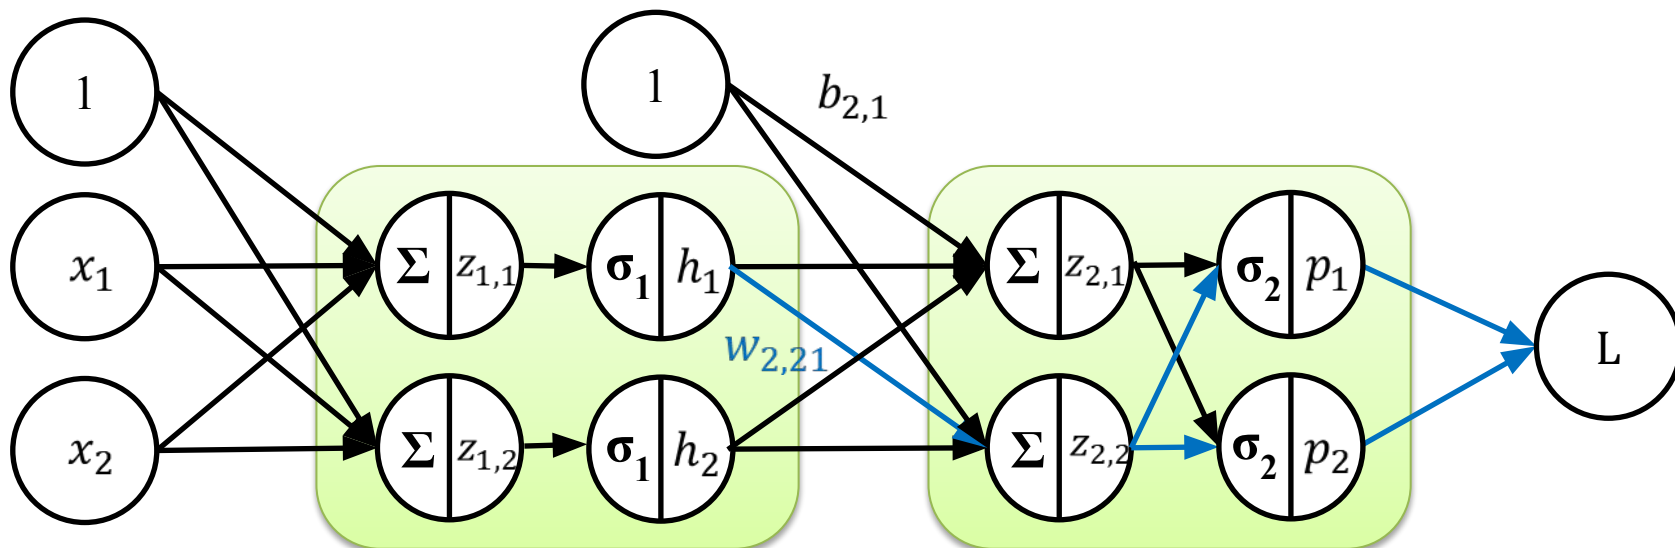 1
1
b₂,₁
x₁
Σ z₁,₁
σ₁ h₁
Σ z₂,₁
σ₂ p₁
w₂,₂₁
L
x₂
Σ z₁,₂
σ₁ h₂
Σ z₂,₂
σ₂ p₂